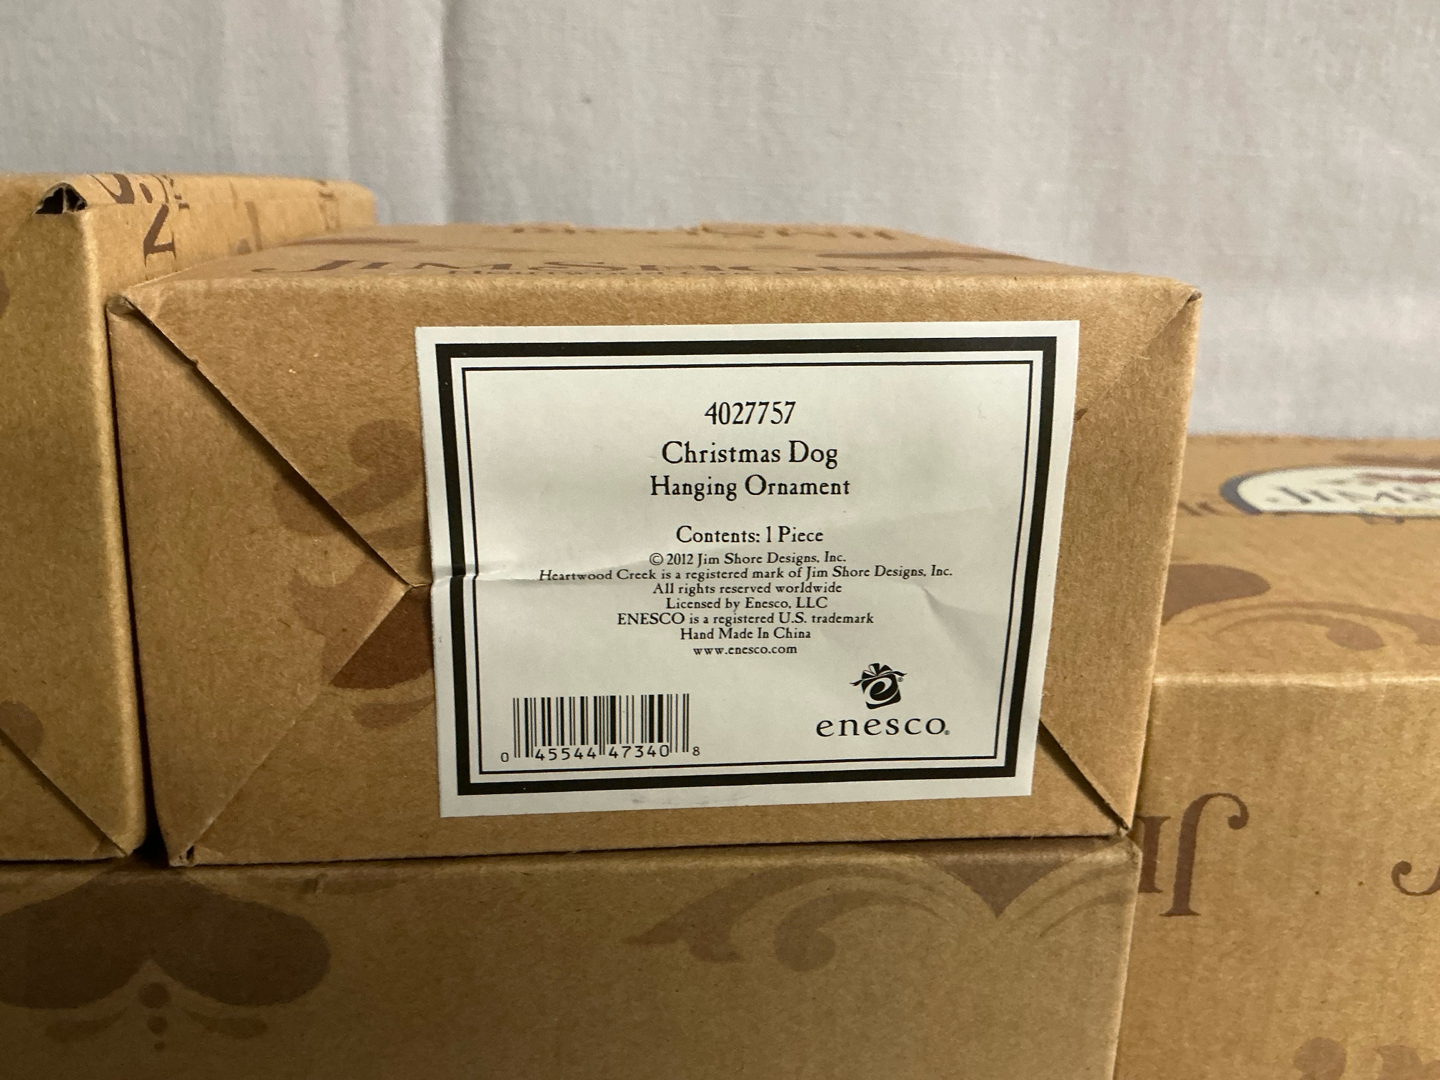 JIM SHORE
4027757
Christmas Dog
Hanging Ornament
Contents: 1 Piece
© 2012 Jim Shore Designs, Inc.
Heartwood Creek is a registered mark of Jim Shore Designs, Inc.
All rights reserved worldwide
Licensed by Enesco, LLC
ENESCO is a registered U.S. trademark
Hand Made In China
www.enesco.com
e®
enesco®
0 45544 47340 8